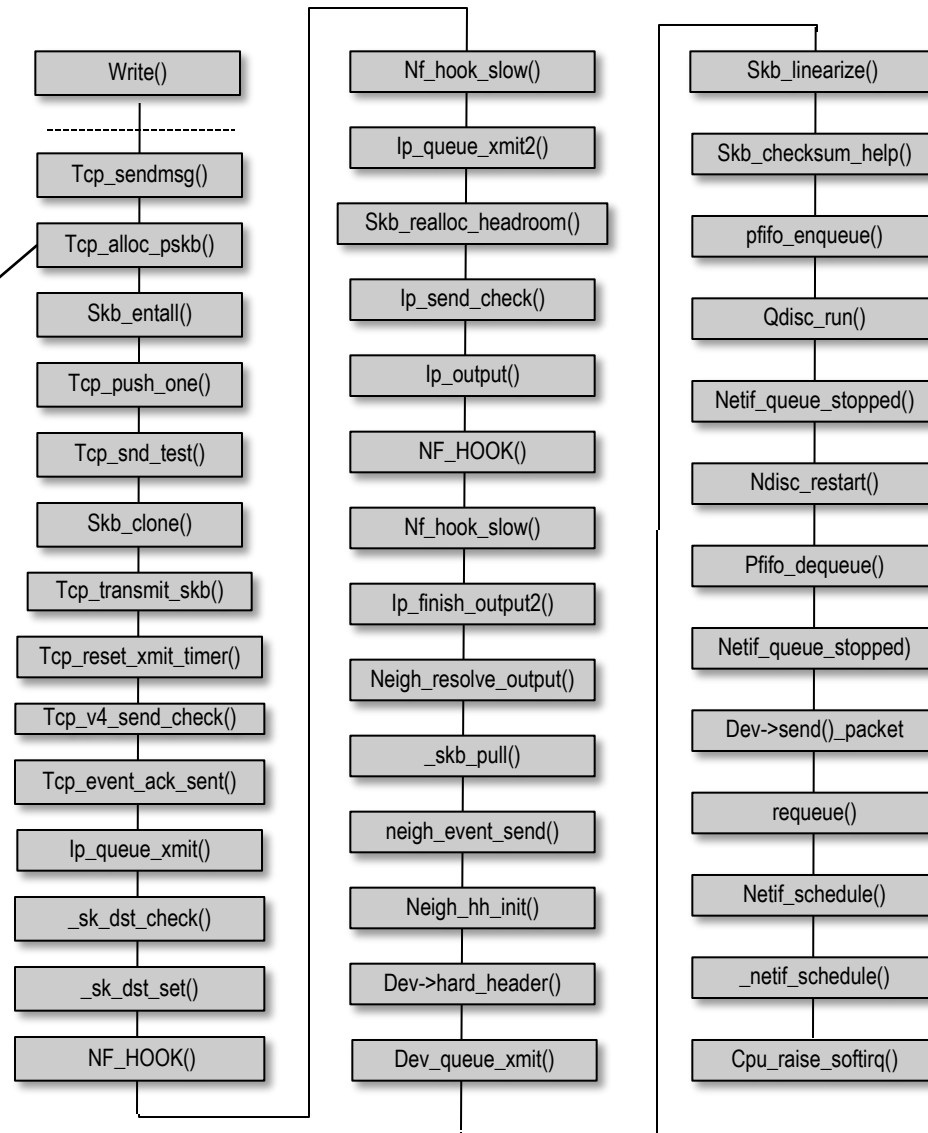 Write()
Tcp_sendmsg()
Tcp_alloc_pskb()
Skb_entall()
Tcp_push_one()
Tcp_snd_test()
Skb_clone()
Tcp_transmit_skb()
Tcp_reset_xmit_timer()
Tcp_v4_send_check()
Tcp_event_ack_sent()
Ip_queue_xmit()
_sk_dst_check()
_sk_dst_set()
NF_HOOK()
Nf_hook_slow()
Ip_queue_xmit2()
Skb_realloc_headroom()
Ip_send_check()
Ip_output()
NF_HOOK()
Nf_hook_slow()
Ip_finish_output2()
Neigh_resolve_output()
_skb_pull()
neigh_event_send()
Neigh_hh_init()
Dev->hard_header()
Dev_queue_xmit()
Skb_linearize()
Skb_checksum_help()
pfifo_enqueue()
Qdisc_run()
Netif_queue_stopped()
Ndisc_restart()
Pfifo_dequeue()
Netif_queue_stopped)
Dev->send()_packet
requeue()
Netif_schedule()
_netif_schedule()
Cpu_raise_softirq()